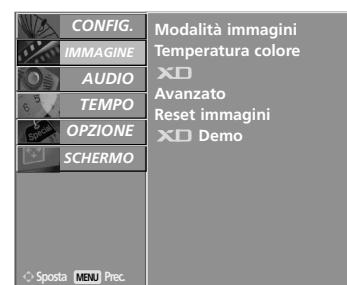 CONFIG.
IMMAGINE
AUDIO
TEMPO
Special
OPZIONE
SCHERMO
Modalità immagini
Temperatura colore
XD
Avanzato
Reset immagini
XD Demo
Sposta MENU Prec.